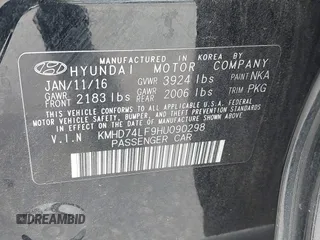 MANUFACTURED IN KOREA BY
HYUNDAI MOTOR COMPANY
JAN/11/16 GVWR 3924 lbs PAINT NKA
GAWR FRONT 2183 lbs GAWR REAR 2006 lbs TRIM PKG
THIS VEHICLE CONFORMS TO ALL APPLICABLE
FEDERAL MOTOR VEHICLE SAFETY, BUMPER, AND THEFT PREVENTION
STANDARDS IN EFFECT ON THE DATE OF MANUFACTURE SHOWN ABOVE.
V.I.N KMHD74LF9HU090298
PASSENGER CAR
DREAMBID